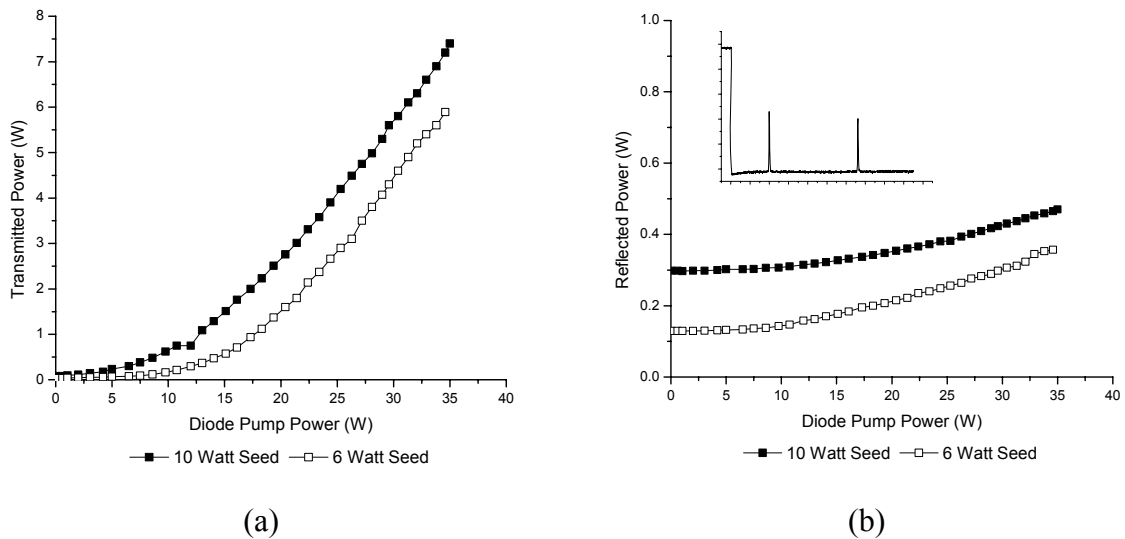 8
7
6
5
4
3
2
1
0
Transmitted Power (W)
5 10 15 20 25 30 35 40
Diode Pump Power (W)
10 Watt Seed 6 Watt Seed
(a)
1.0
0.8
0.6
0.4
0.2
0.0
Reflected Power (W)
0 5 10 15 20 25 30 35 40
Diode Pump Power (W)
10 Watt Seed 6 Watt Seed
(b)